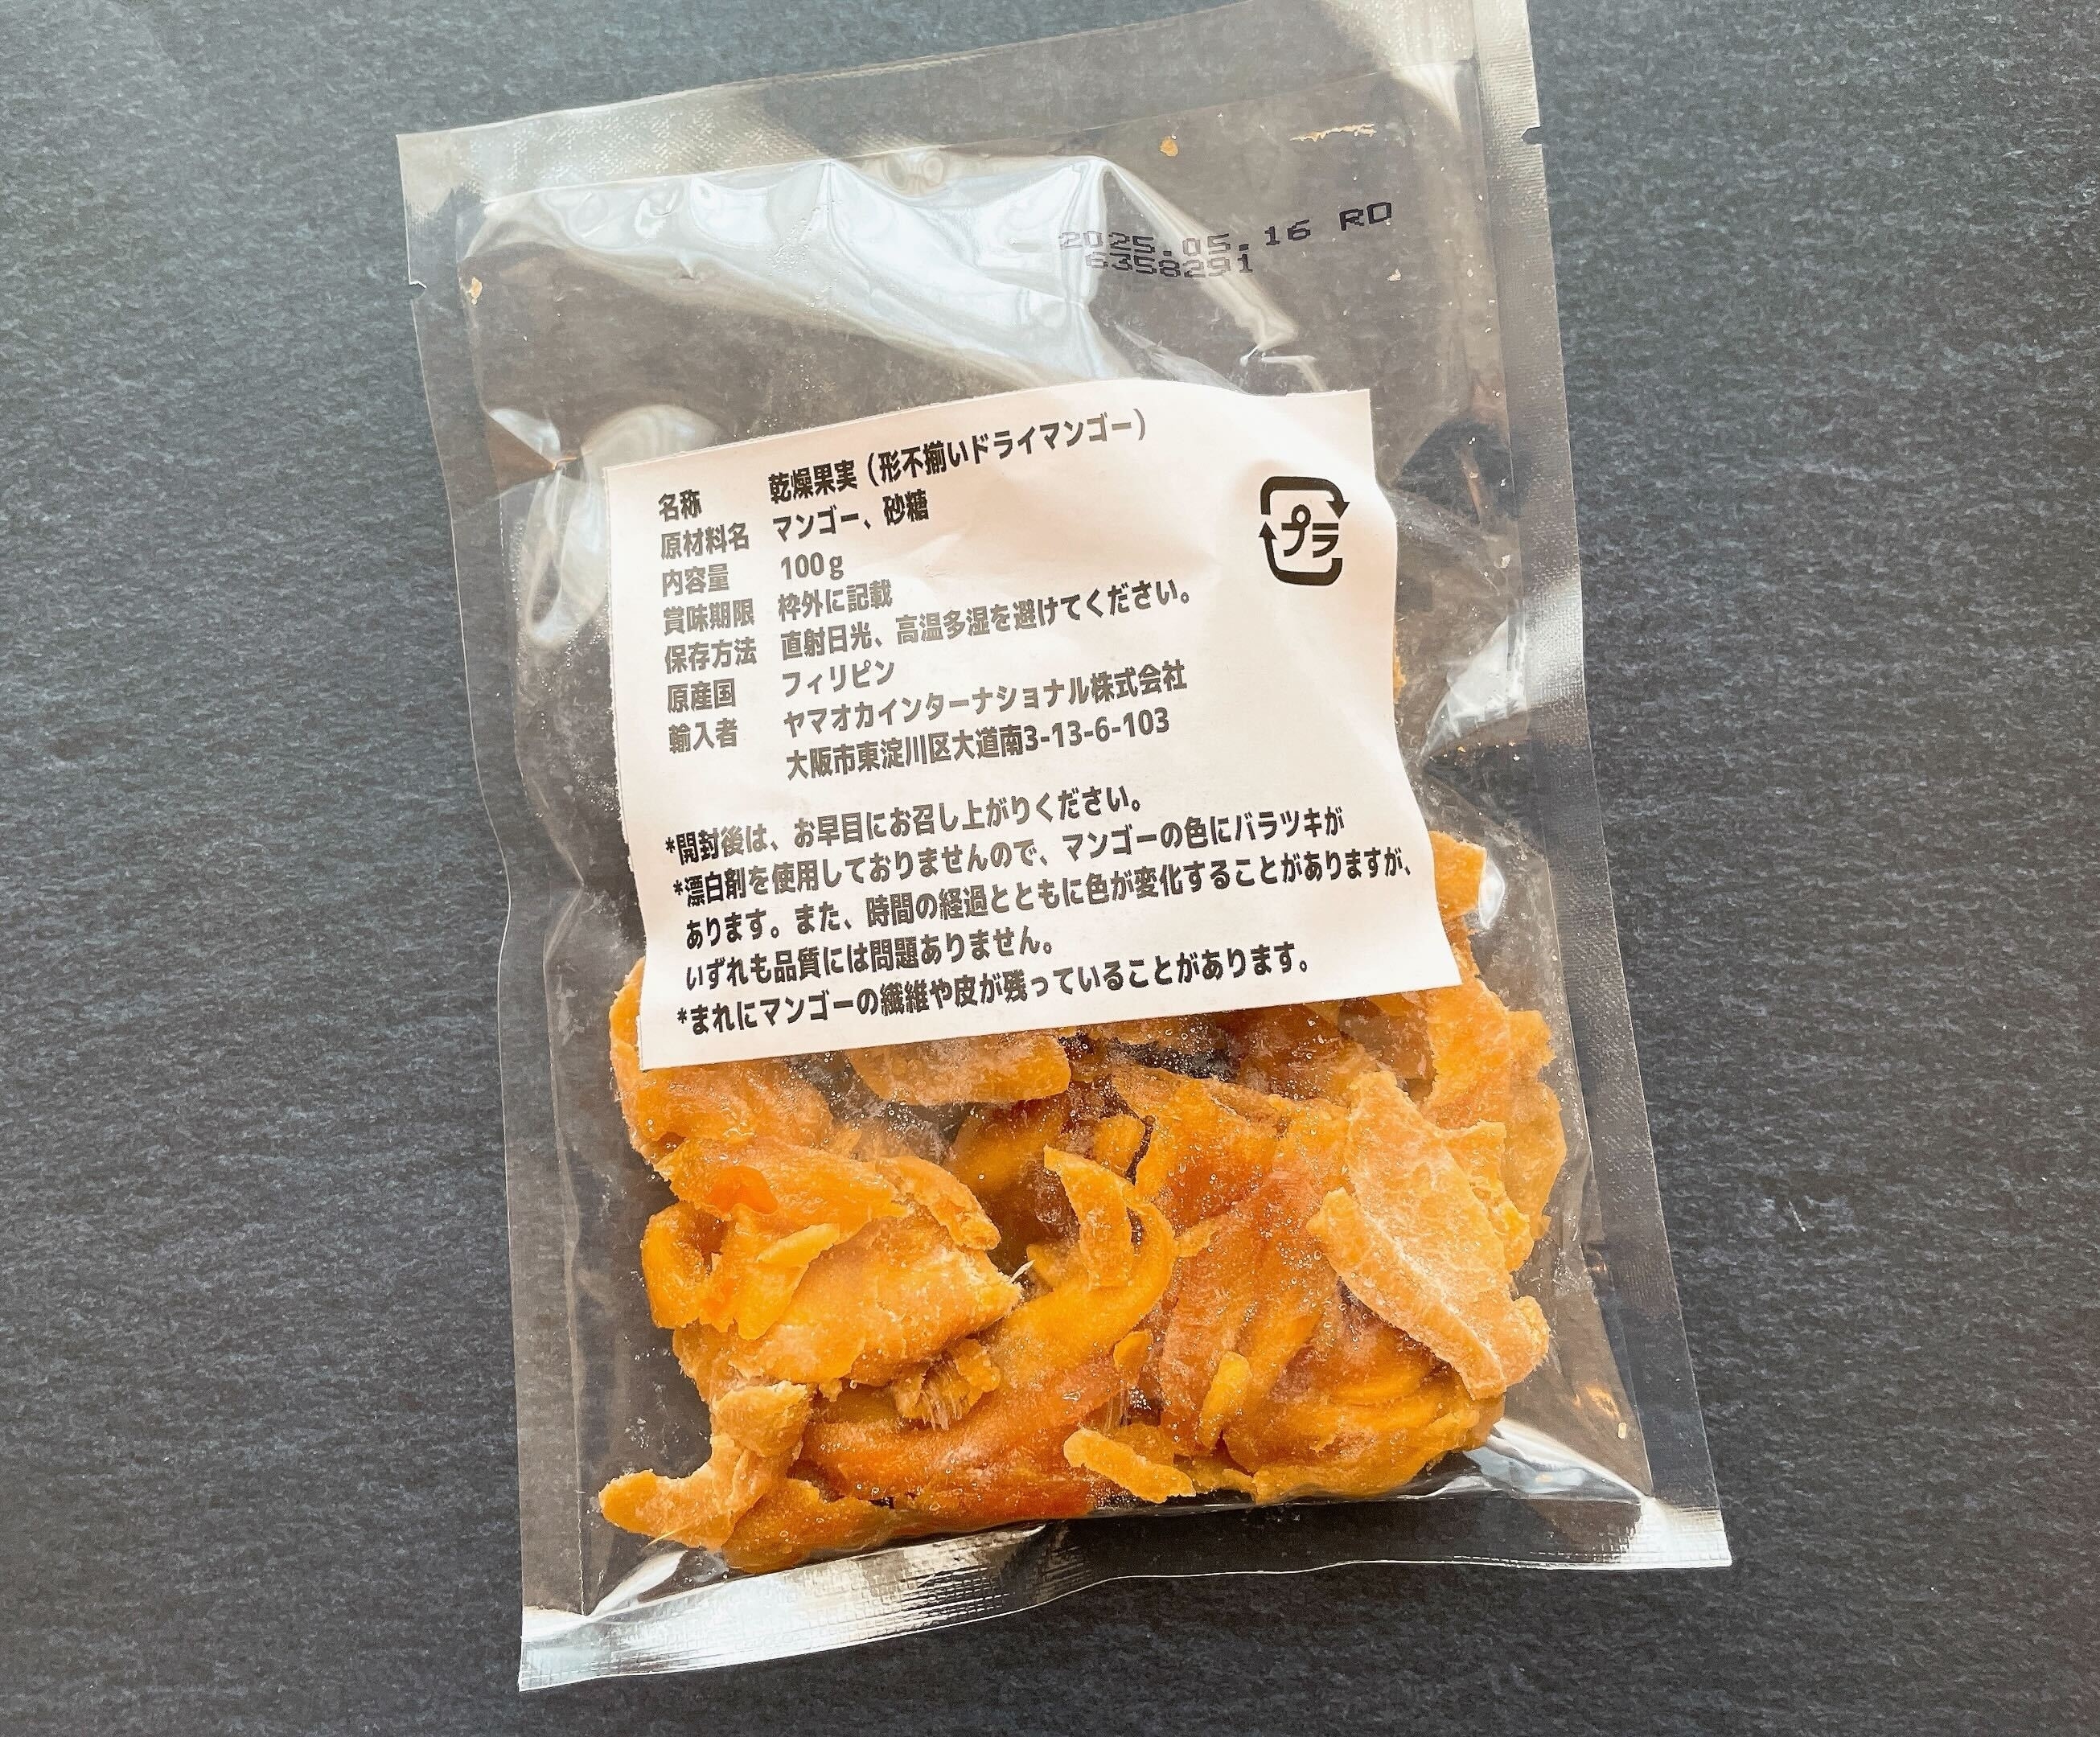 2025.05.16 RO
6358291
名称 乾燥果実（形不揃いドライマンゴー）
原材料名 マンゴー、砂糖
内容量 100g
賞味期限 枠外に記載
保存方法 直射日光、高温多湿を避けてください。
原産国 フィリピン
輸入者 ヤマオカインターナショナル株式会社
大阪市東淀川区大道南3-13-6-103
プラ
*開封後は、お早目にお召し上がりください。
*漂白剤を使用しておりませんので、マンゴーの色にバラツキが
あります。また、時間の経過とともに色が変化することがありますが、
いずれも品質には問題ありません。
*まれにマンゴーの繊維や皮が残っていることがあります。